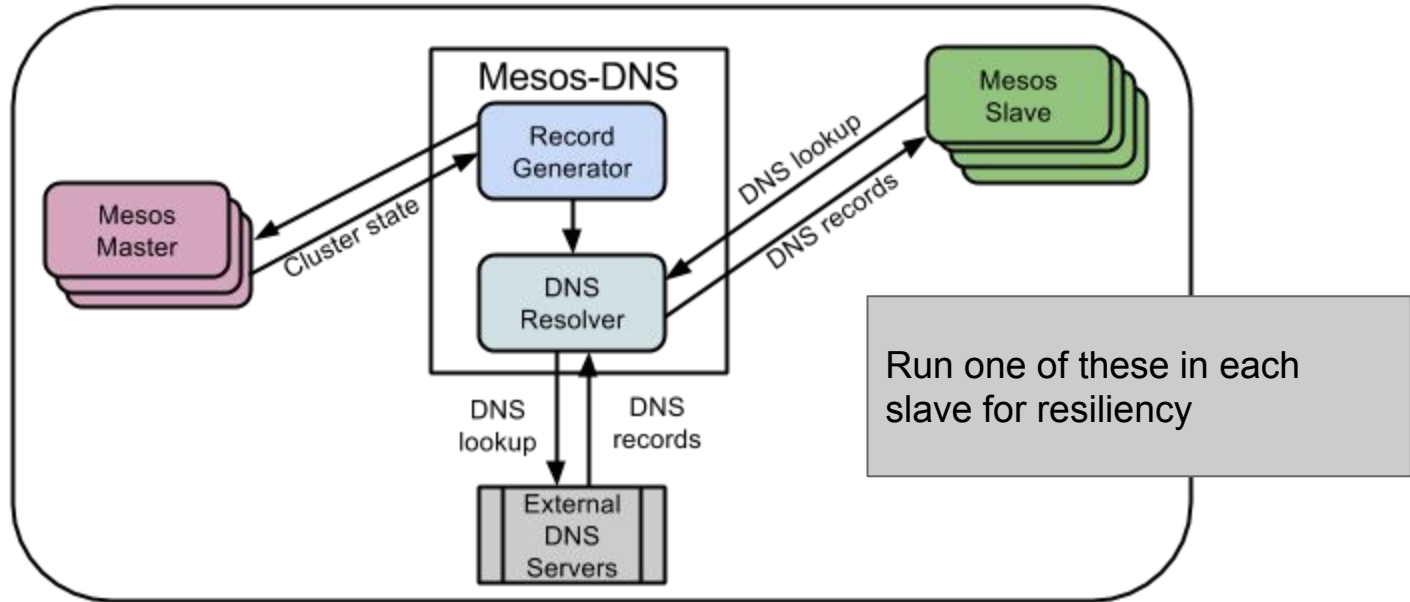 Mesos-DNS
Record
Generator
Mesos
Slave
DNS lookup
DNS records
Mesos
Master
Cluster state
DNS
Resolver
Run one of these in each
slave for resiliency
DNS
lookup
DNS
records
External
DNS
Servers